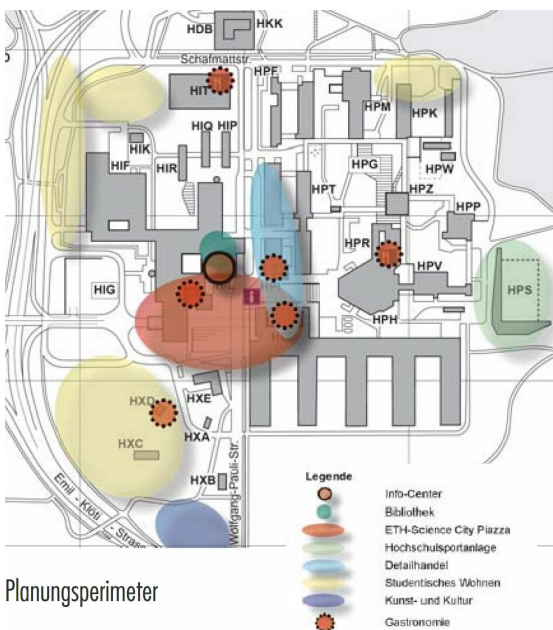 HKK
HDB
Schafmattstr.
HPF
HIT
HPM
HPK
HIQ HIP
HIK
HIF
HIR
HPG
HPW
HPT
HPZ
HPP
HPR
HPV
HIG
HPS
HPH
HXE
HXD
HXA
HXC
HXB
Emil - Klöti - Strasse
Wolfgang-Pauli-Str.
Legende
Info-Center
Bibliothek
ETH-Science City Piazza
Hochschulsportanlage
Detailhandel
Studentisches Wohnen
Kunst- und Kultur
Gastronomie
Planungsperimeter